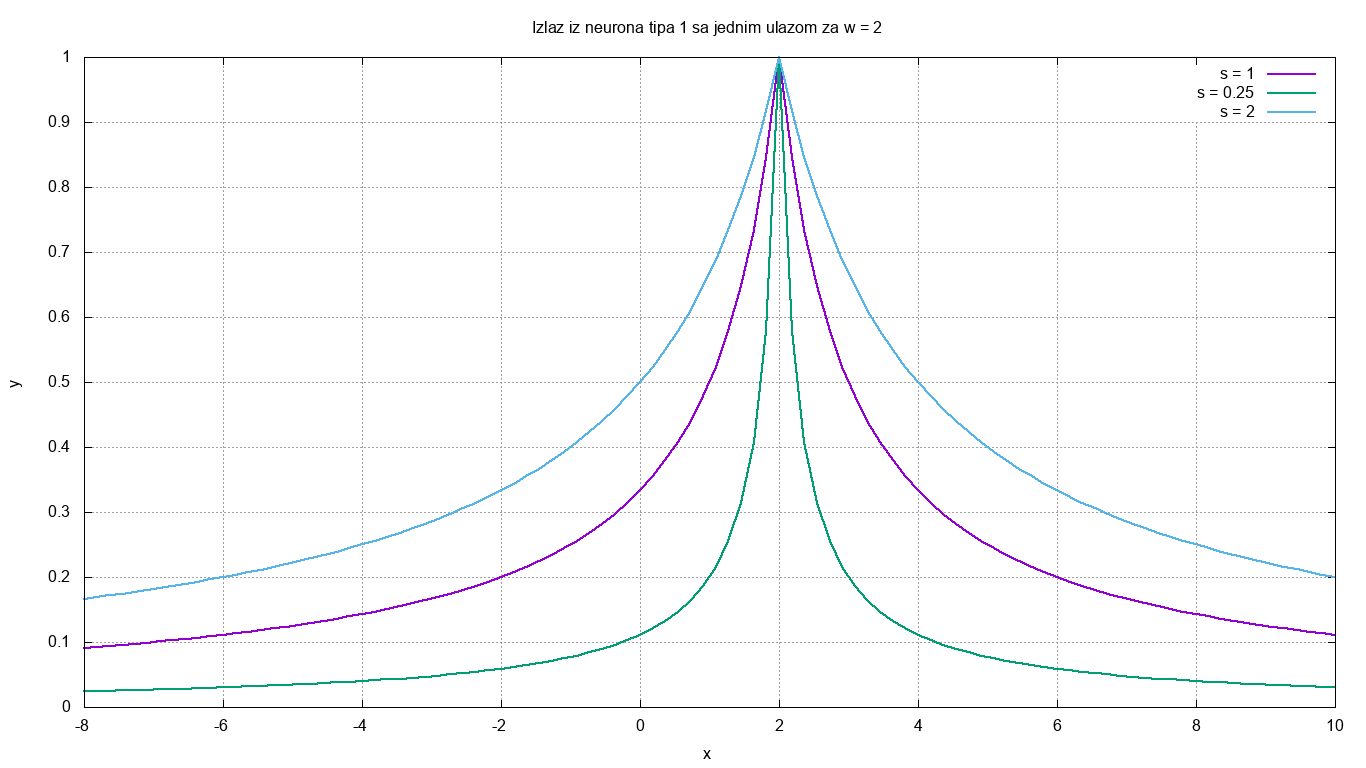 Izlaz iz neurona tipa 1 sa jednim ulazom za w = 2
s = 1
s = 0.25
s = 2
1
0.9
0.8
0.7
0.6
0.5
0.4
0.3
0.2
0.1
0
y
-8 -6 -4 -2 0 2 4 6 8 10
x